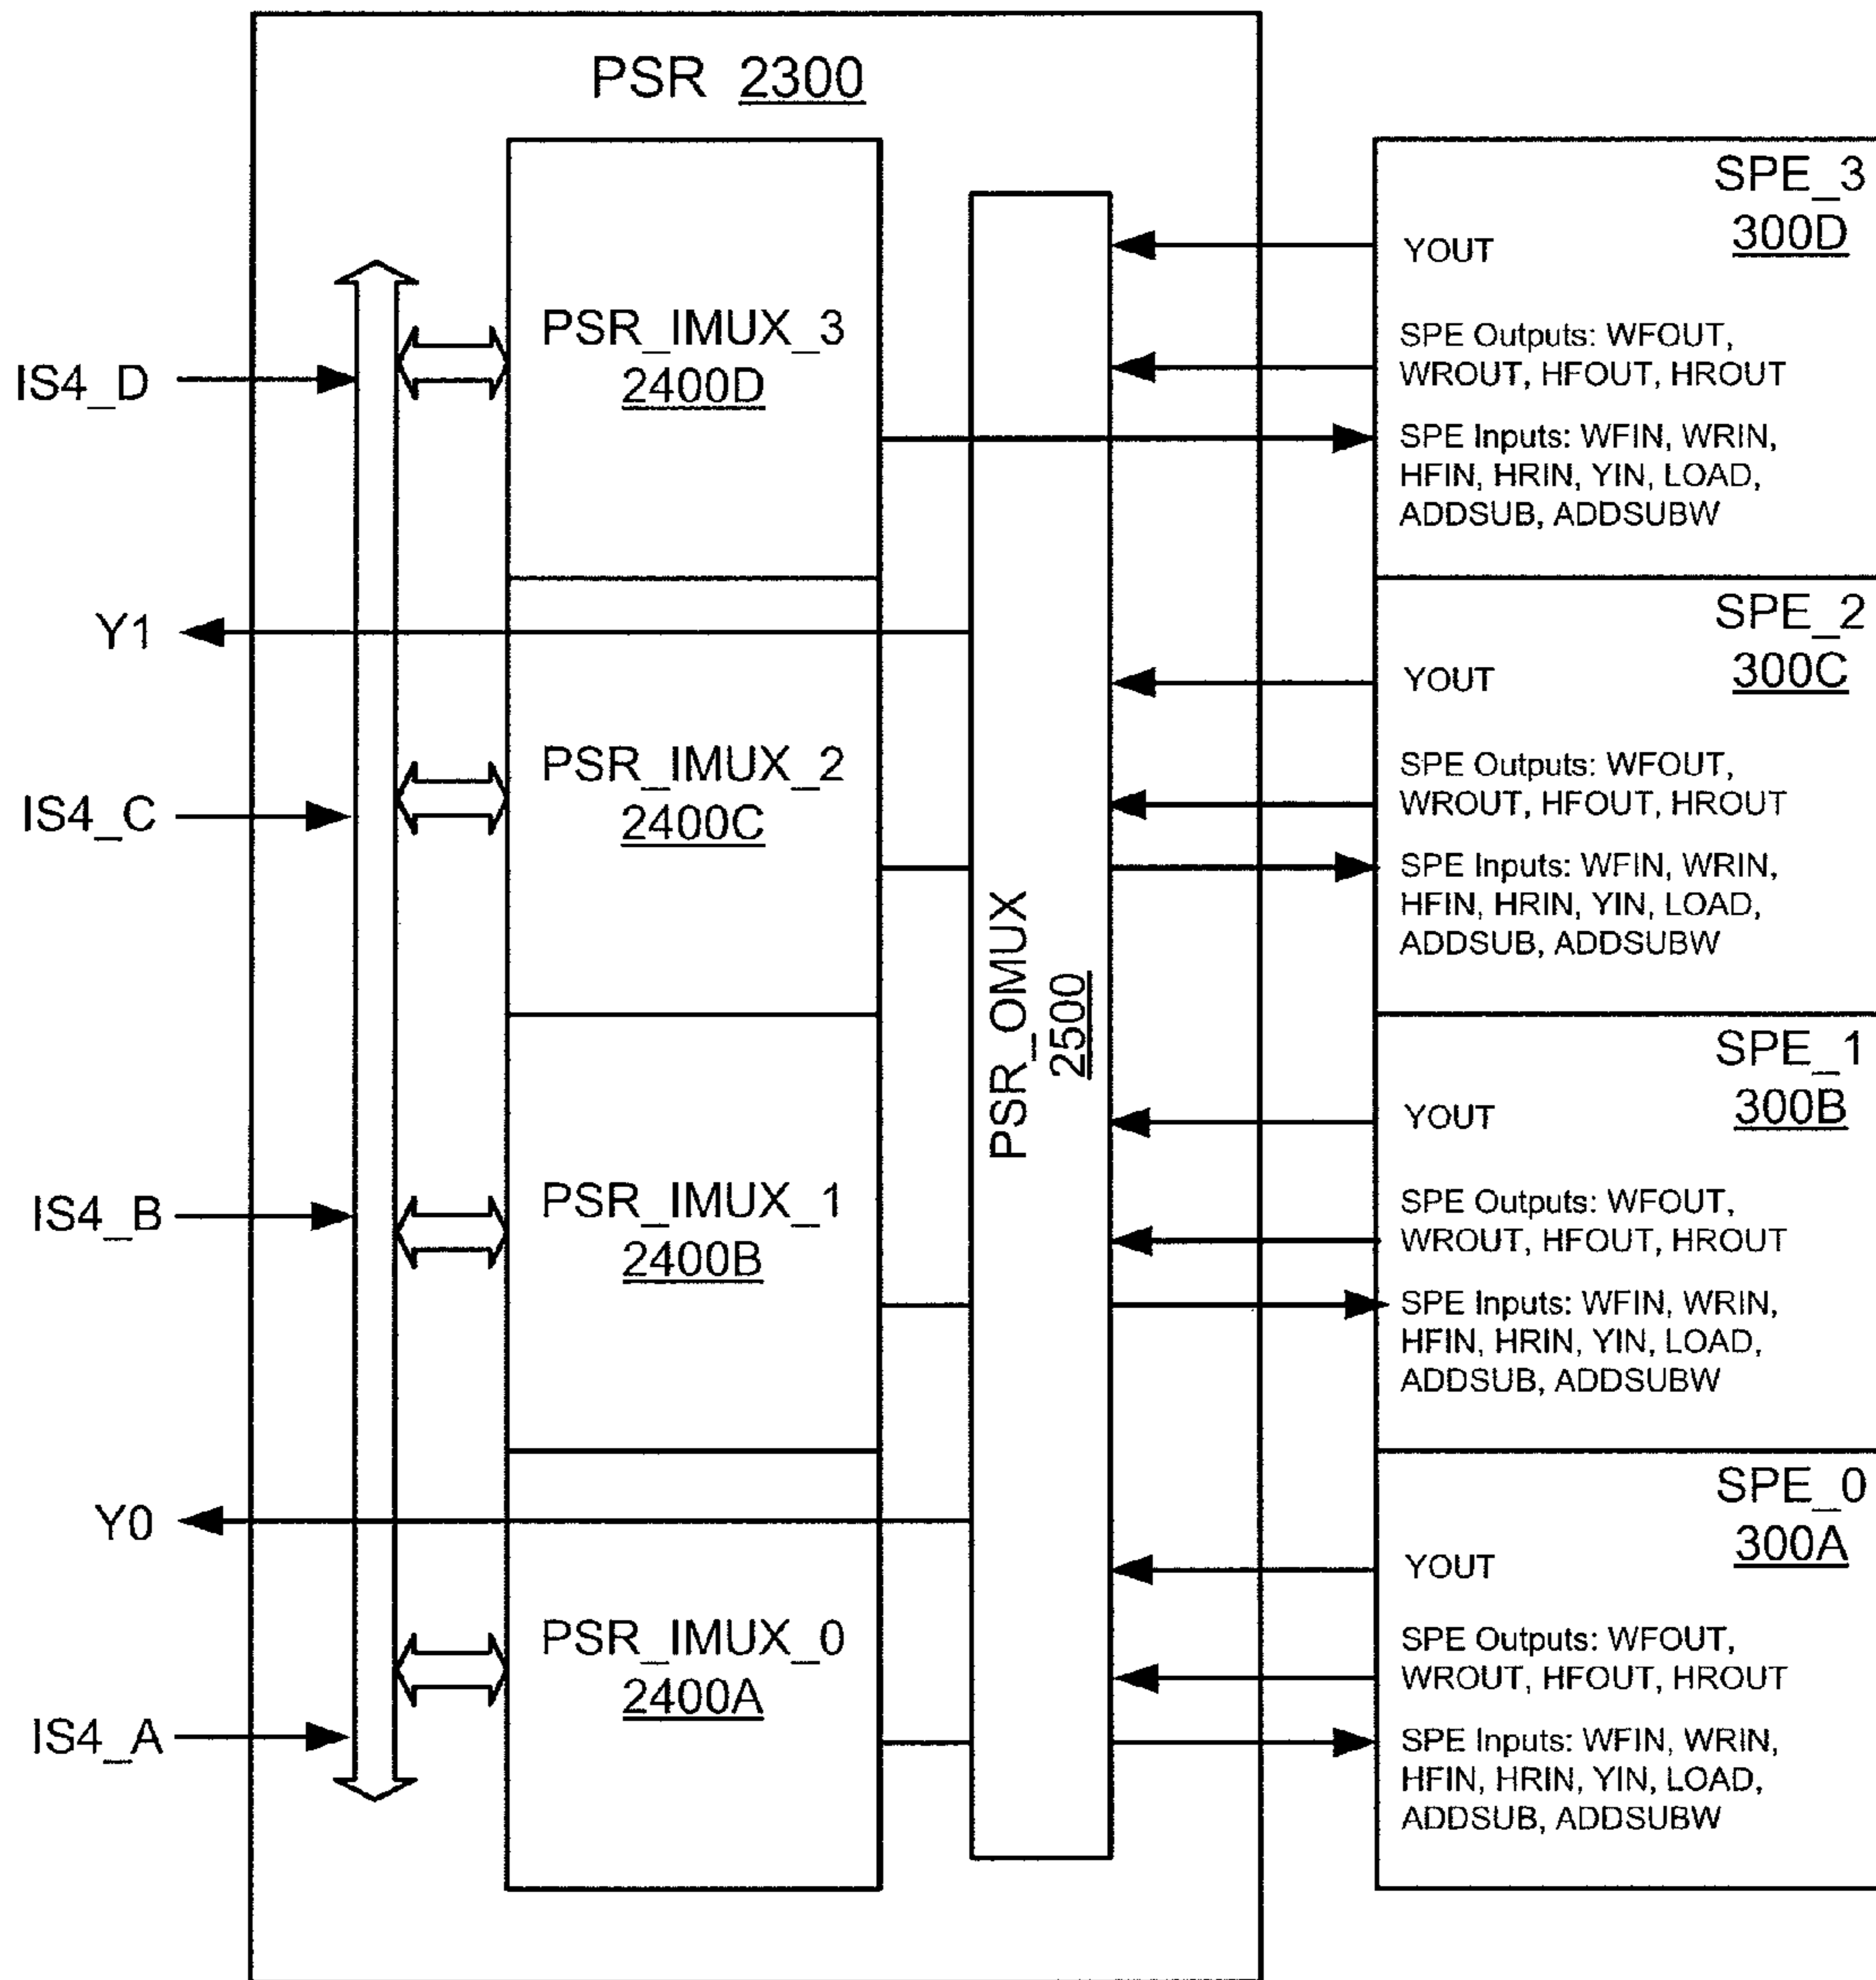 PSR 2300
SPE_3
300D
YOUT
SPE Outputs: WFOUT,
WROUT, HFOUT, HROUT
SPE Inputs: WFIN, WRIN,
HFIN, HRIN, YIN, LOAD,
ADDSUB, ADDSUBW
PSR_IMUX_3
2400D
IS4_D
Y1
SPE_2
300C
YOUT
SPE Outputs: WFOUT,
WROUT, HFOUT, HROUT
SPE Inputs: WFIN, WRIN,
HFIN, HRIN, YIN, LOAD,
ADDSUB, ADDSUBW
PSR_IMUX_2
2400C
IS4_C
PSR_OMUX
2500
SPE_1
300B
YOUT
SPE Outputs: WFOUT,
WROUT, HFOUT, HROUT
SPE Inputs: WFIN, WRIN,
HFIN, HRIN, YIN, LOAD,
ADDSUB, ADDSUBW
PSR_IMUX_1
2400B
IS4_B
Y0
SPE_0
300A
YOUT
SPE Outputs: WFOUT,
WROUT, HFOUT, HROUT
SPE Inputs: WFIN, WRIN,
HFIN, HRIN, YIN, LOAD,
ADDSUB, ADDSUBW
PSR_IMUX_0
2400A
IS4_A